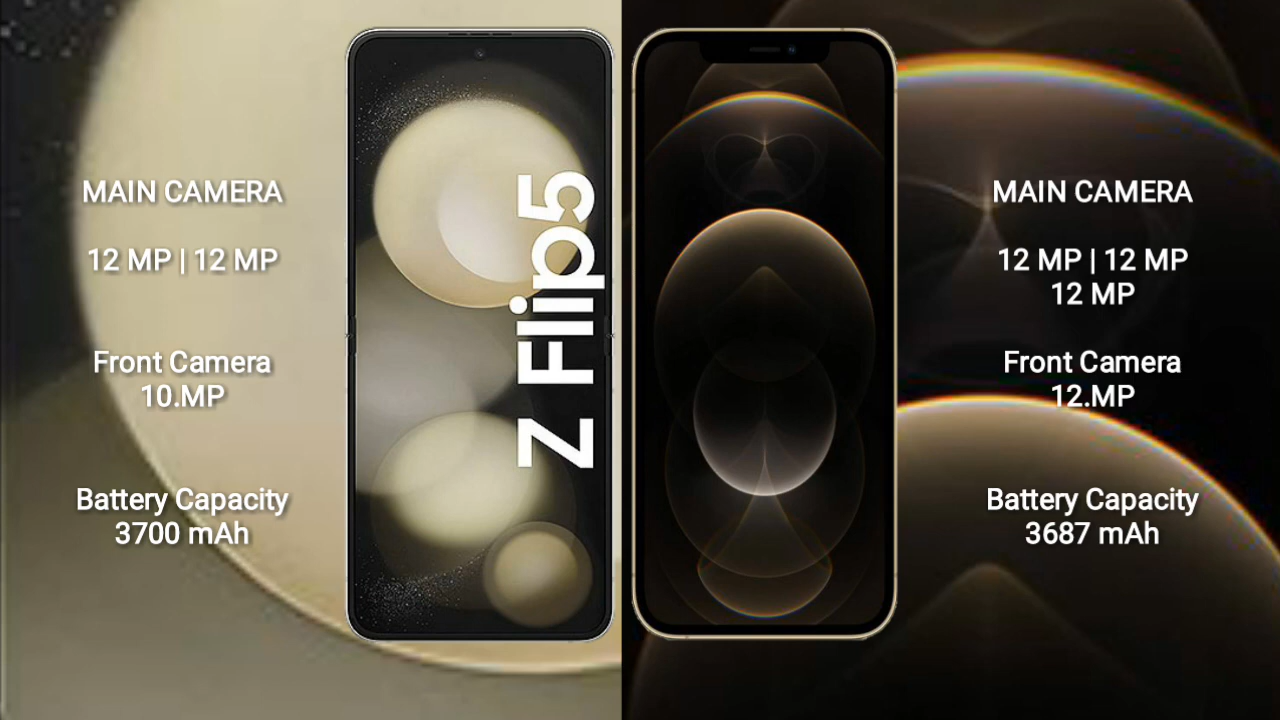 MAIN CAMERA
12 MP | 12 MP
Front Camera
10.MP
Battery Capacity
3700 mAh
Z Flip5
MAIN CAMERA
12 MP | 12 MP
12 MP
Front Camera
12.MP
Battery Capacity
3687 mAh